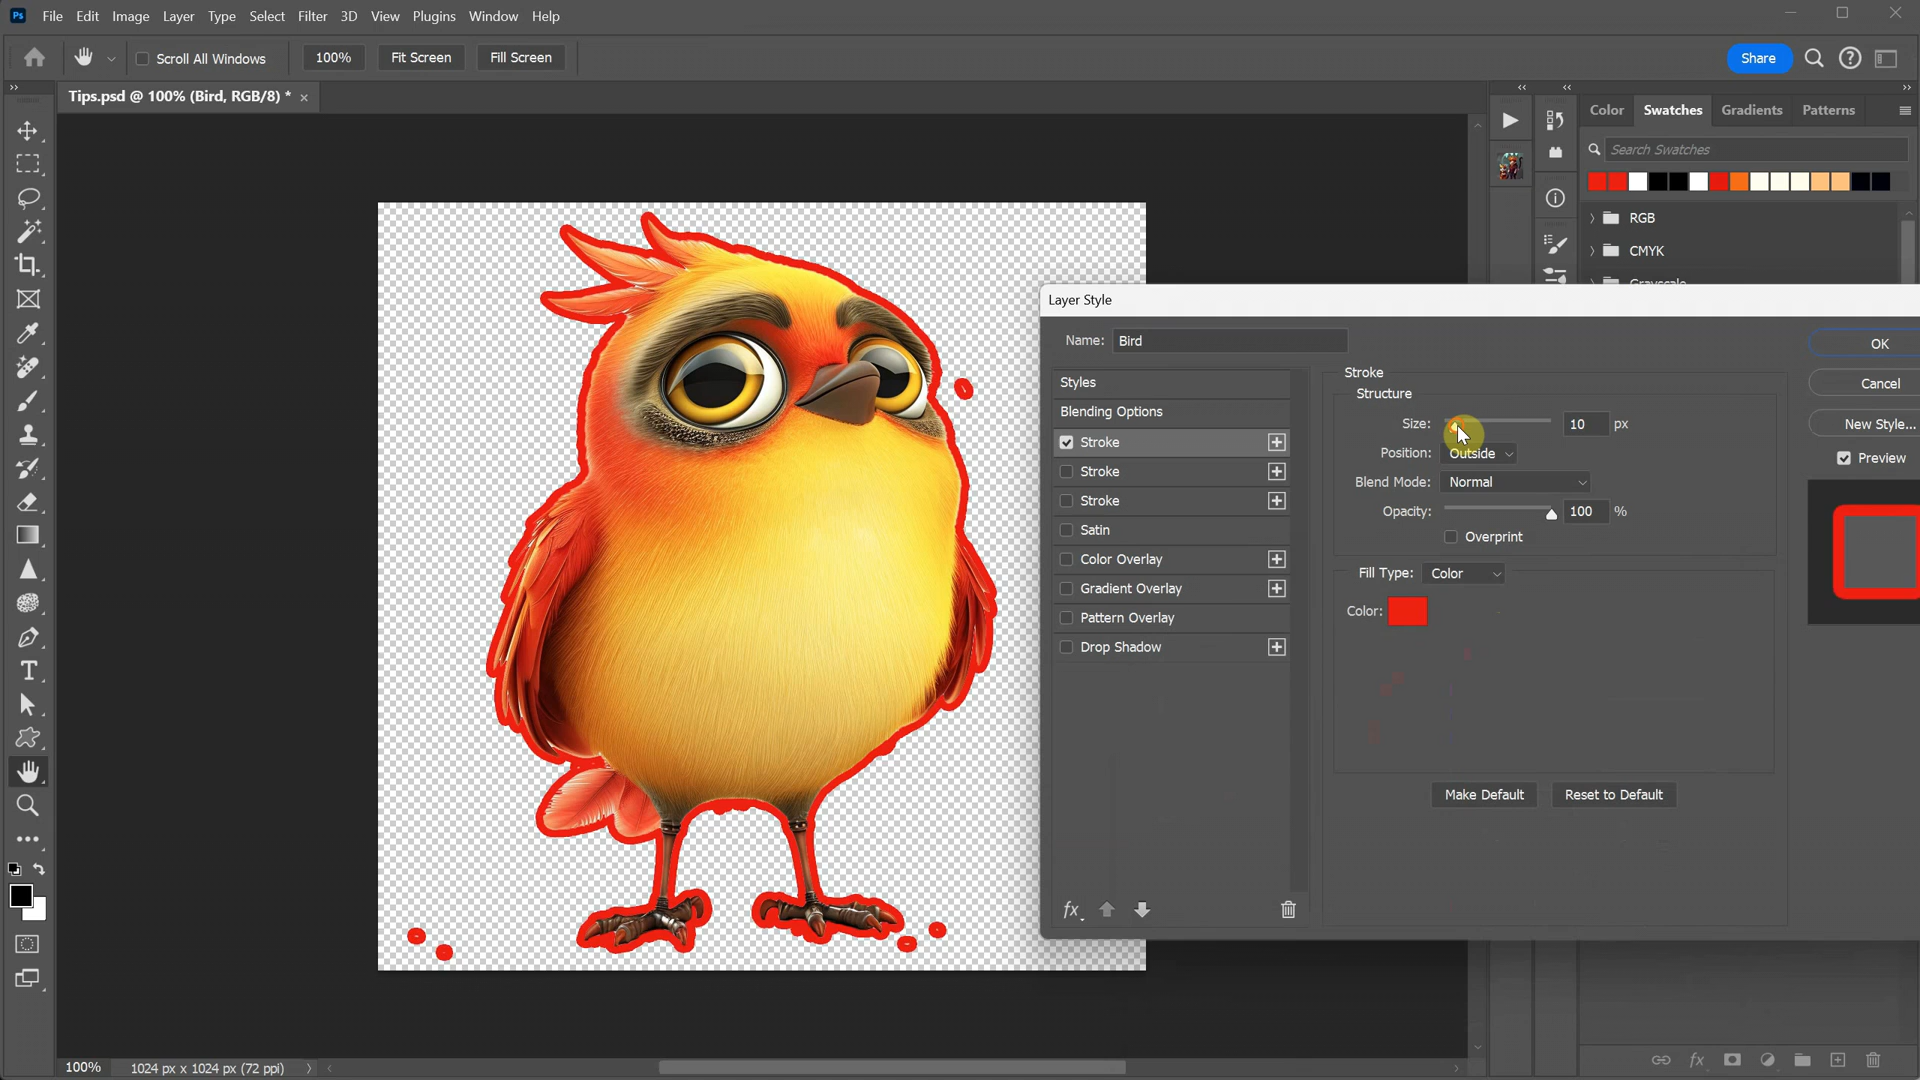 Ps File Edit Image Layer Type Select Filter 3D View Plugins Window Help
Scroll All Windows 100% Fit Screen Fill Screen Share
Tips.psd @ 100% (Bird, RGB/8) *
Color Swatches Gradients Patterns
Search Swatches
RGB
CMYK
Grayscale
Layer Style
Name: Bird
OK
Styles
Stroke
Cancel
Structure
Blending Options
Size: 10 px
New Style...
Stroke
Position: Outside
Preview
Stroke
Blend Mode: Normal
Stroke
Opacity: 100 %
Satin
Overprint
Color Overlay
Fill Type: Color
Gradient Overlay
Color:
Pattern Overlay
Drop Shadow
Make Default Reset to Default
fx
T
100% 1024 px x 1024 px (72 ppi)
fx